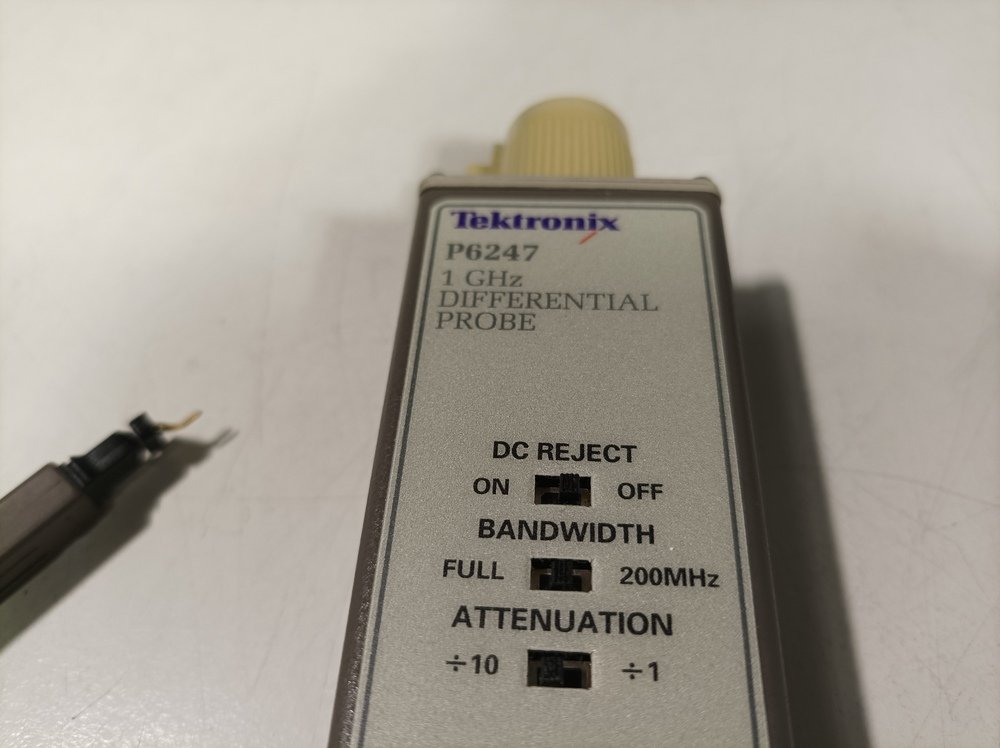 Tektronix
P6247
1 GHz
DIFFERENTIAL
PROBE
DC REJECT
ON OFF
BANDWIDTH
FULL 200MHz
ATTENUATION
÷10 ÷1